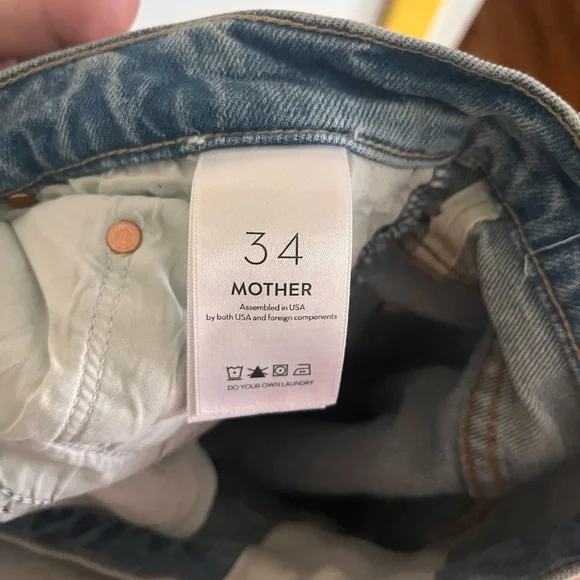 34
MOTHER
Assembled in USA
by both USA and foreign components
DO YOUR OWN LAUNDRY